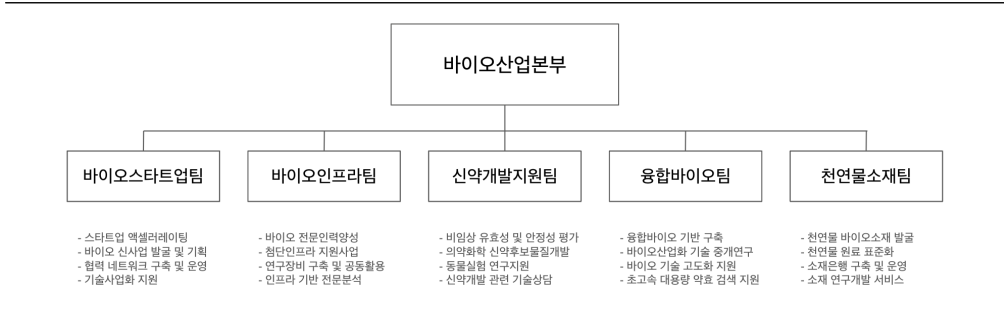 바이오산업본부
바이오스타트업팀
바이오인프라팀
신약개발지원팀
융합바이오팀
천연물소재팀
- 스타트업 액셀러레이팅
- 바이오 신사업 발굴 및 기획
- 협력 네트워크 구축 및 운영
- 기술사업화 지원
- 바이오 전문인력양성
- 첨단인프라 지원사업
- 연구장비 구축 및 공동활용
- 인프라 기반 전문분석
- 비임상 유효성 및 안정성 평가
- 의약화학 신약후보물질개발
- 동물실험 연구지원
- 신약개발 관련 기술상담
- 융합바이오 기반 구축
- 바이오산업화 기술 중개연구
- 바이오 기술 고도화 지원
- 초고속 대용량 약효 검색 지원
- 천연물 바이오소재 발굴
- 천연물 원료 표준화
- 소재은행 구축 및 운영
- 소재 연구개발 서비스